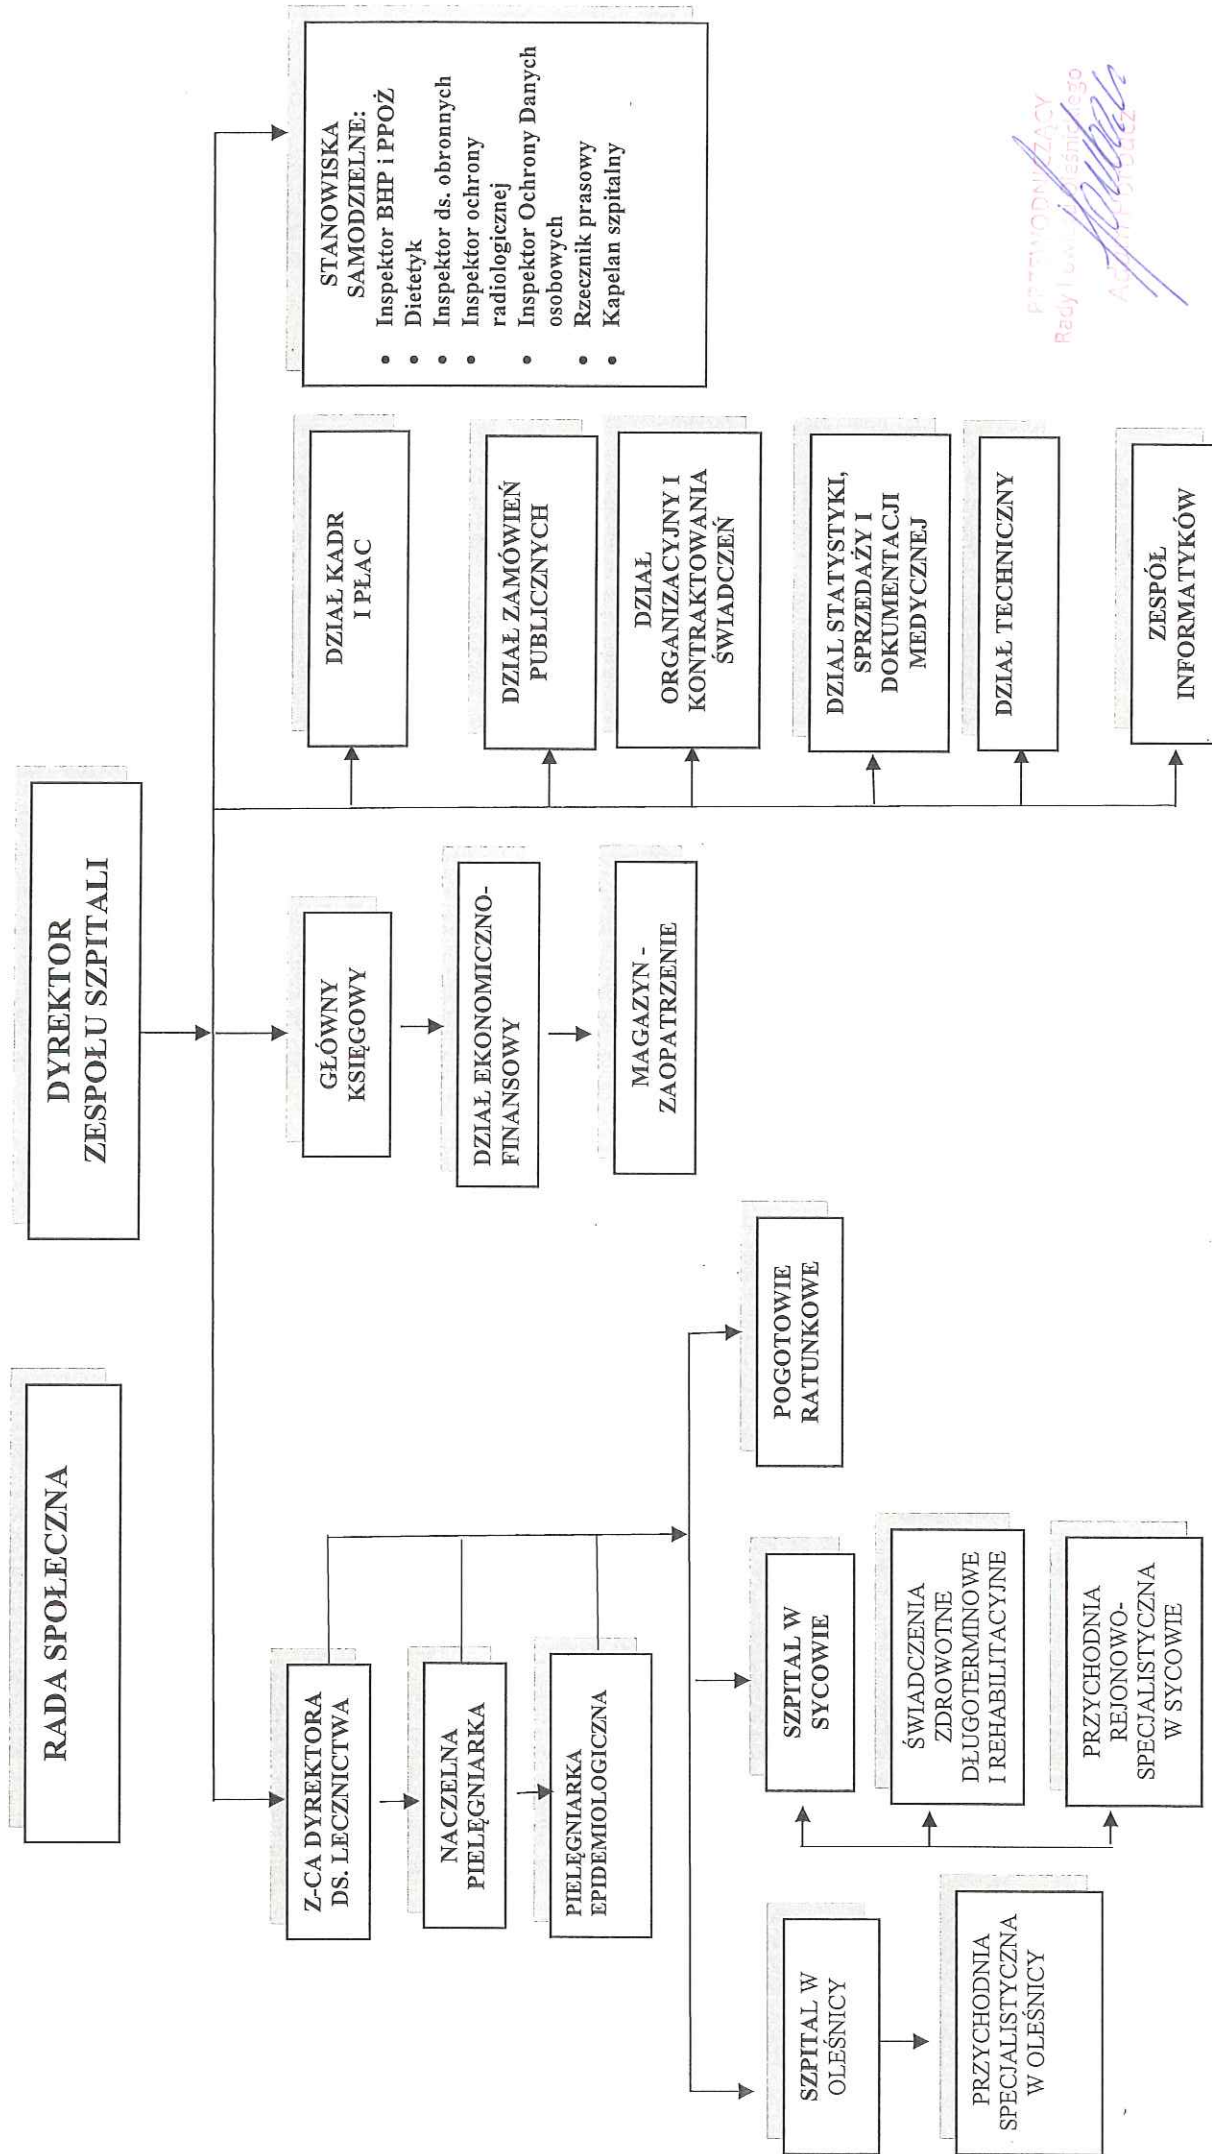 RADA SPOŁECZNA
DYREKTOR
ZESPOŁU SZPITALI
Z-CA DYREKTORA
DS. LECZNICTWA
NACZELNA
PIELĘGNIARKA
PIELĘGNIARKA
EPIDEMIOLOGICZNA
SZPITAL W
OLEŚNICY
PRZYCHODNIA
SPECJALISTYCZNA
W OLEŚNICY
SZPITAL W
SYCOWIE
ŚWIADCZENIA
ZDROWOTNE
DŁUGOTERMINOWE
I REHABILITACYJNE
PRZYCHODNIA
REJONOWO-
SPECJALISTYCZNA
W SYCOWIE
POGOTOWIE
RATUNKOWE
GŁÓWNY
KSIĘGOWY
DZIAŁ EKONOMICZNO-
FINANSOWY
MAGAZYN -
ZAOPATRZENIE
DZIAŁ KADR
I PŁAC
DZIAŁ ZAMÓWIEŃ
PUBLICZNYCH
DZIAŁ
ORGANIZACYJNY I
KONTRAKTOWANIA
ŚWIADCZEŃ
DZIAL STATYSTYKI,
SPRZEDAŻY I
DOKUMENTACJI
MEDYCZNEJ
DZIAŁ TECHNICZNY
ZESPÓŁ
INFORMATYKÓW
STANOWISKA
SAMODZIELNE:
• Inspektor BHP i PPOŻ
• Dietetyk
• Inspektor ds. obronnych
• Inspektor ochrony
radiologicznej
• Inspektor Ochrony Danych
osobowych
• Rzecznik prasowy
• Kapelan szpitalny
PRZEWODNICZĄCY
Rady